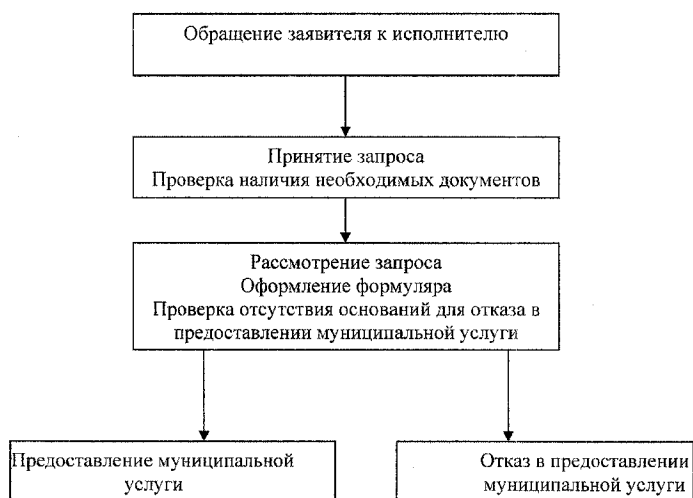 Обращение заявителя к исполнителю
Принятие запроса
Проверка наличия необходимых документов
Рассмотрение запроса
Оформление формуляра
Проверка отсутствия оснований для отказа в
предоставлении муниципальной услуги
Предоставление муниципальной
услуги
Отказ в предоставлении
муниципальной услуги